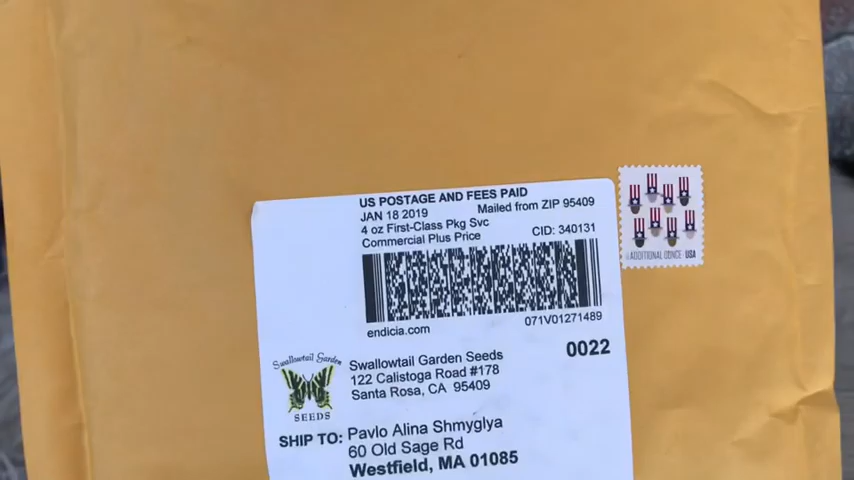 US POSTAGE AND FEES PAID
JAN 18 2019 Mailed from ZIP 95409
4 oz First-Class Pkg Svc
Commercial Plus Price CID: 340131
endicia.com 071V01271489
0022
Swallowtail Garden
SEEDS
Swallowtail Garden Seeds
122 Calistoga Road #178
Santa Rosa, CA 95409
SHIP TO: Pavlo Alina Shmyglya
60 Old Sage Rd
Westfield, MA 01085
ADDITIONAL OUNCE USA